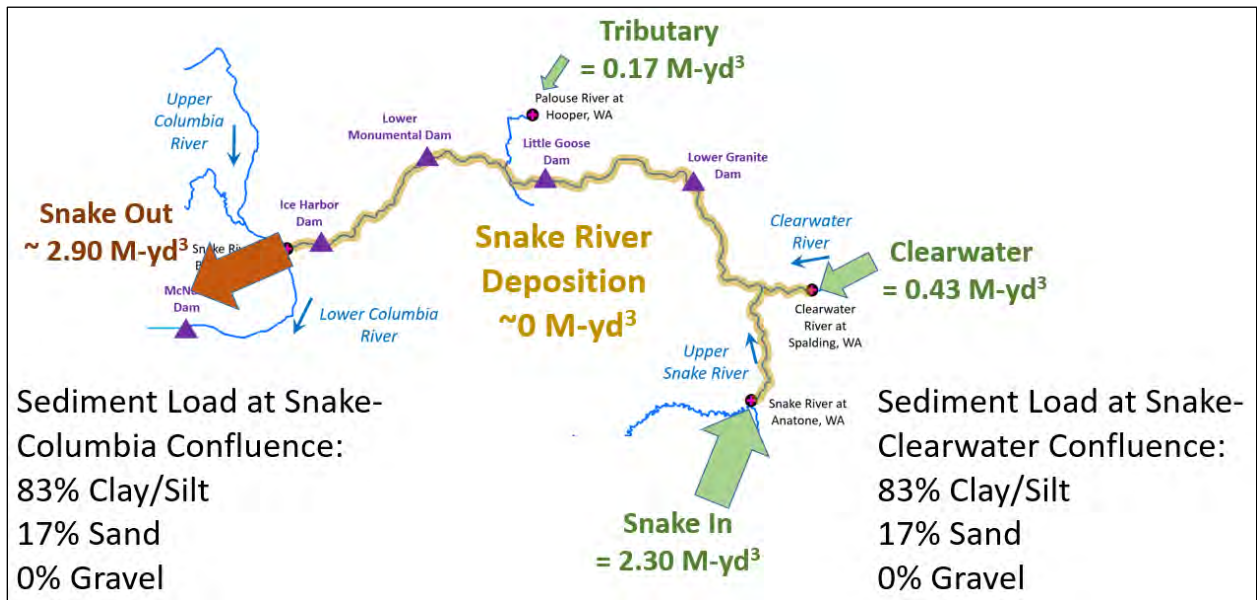 Tributary
= 0.17 M-yd³
Palouse River at
Hooper, WA
Upper
Columbia
River
Lower
Monumental Dam
Little Goose
Dam
Lower Granite
Dam
Snake Out
~ 2.90 M-yd³
Ice Harbor
Dam
Snake River
Deposition
~0 M-yd³
Clearwater
River
Clearwater
= 0.43 M-yd³
Clearwater
River at
Spalding, WA
Snake
Dam
Lower Columbia
River
Upper
Snake River
Snake River at
Anatone, WA
Snake In
= 2.30 M-yd³
Sediment Load at Snake-
Columbia Confluence:
83% Clay/Silt
17% Sand
0% Gravel
Sediment Load at Snake-
Clearwater Confluence:
83% Clay/Silt
17% Sand
0% Gravel